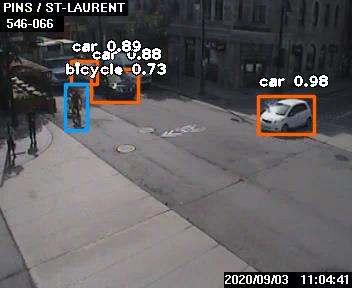 PINS / ST-LAURENT
546-066
car 0.89
car 0.88
bicycle 0.73
car 0.98
2020/09/03 11:04:41